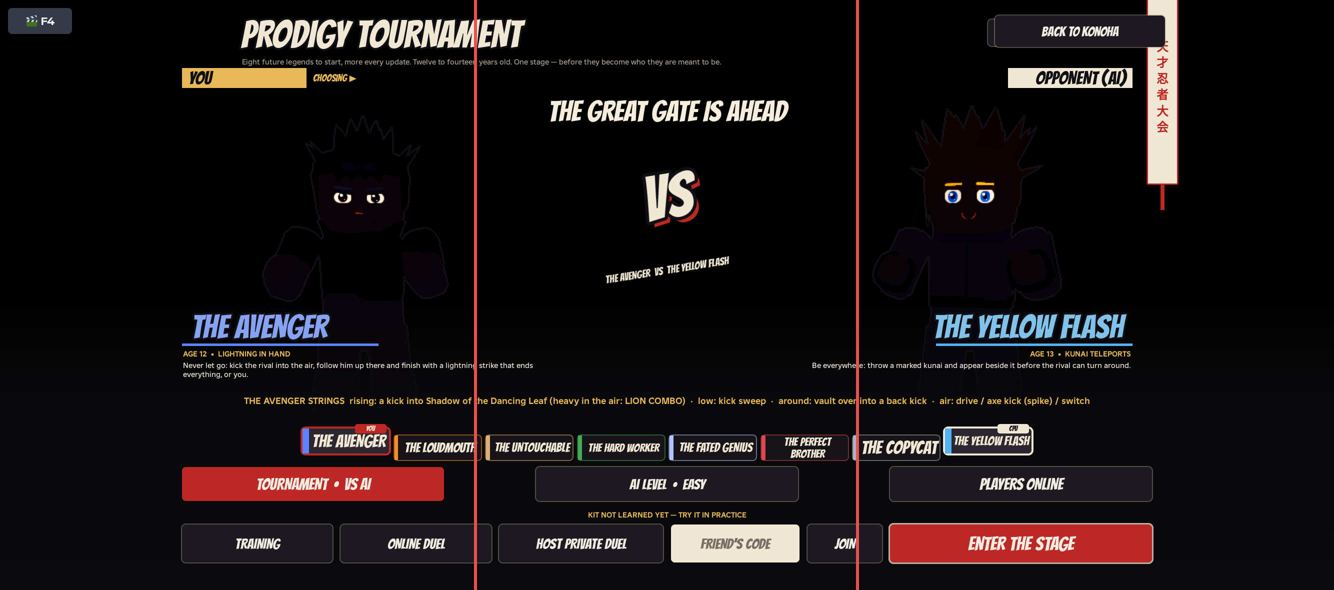 F4
PRODIGY TOURNAMENT
Eight future legends to start, more every update. Twelve to fourteen years old. One stage — before they become who they are meant to be.
BACK TO KONOHA
天才忍者大会
YOU
CHOOSING ▶
OPPONENT (AI)
THE GREAT GATE IS AHEAD
VS
THE AVENGER VS THE YELLOW FLASH
THE AVENGER
AGE 12 • LIGHTNING IN HAND
Never let go: kick the rival into the air, follow him up there and finish with a lightning strike that ends
everything, or you.
THE YELLOW FLASH
AGE 13 • KUNAI TELEPORTS
Be everywhere: throw a marked kunai and appear beside it before the rival can turn around.
THE AVENGER STRINGS rising: a kick into Shadow of the Dancing Leaf (heavy in the air: LION COMBO) · low: kick sweep · around: vault over into a back kick · air: drive / axe kick (spike) / switch
YOU
THE AVENGER
THE LOUDMOUTH
THE UNTOUCHABLE
THE HARD WORKER
THE FATED GENIUS
THE PERFECT
BROTHER
THE COPYCAT
CPU
THE YELLOW FLASH
TOURNAMENT • VS AI
AI LEVEL • EASY
PLAYERS ONLINE
KIT NOT LEARNED YET — TRY IT IN PRACTICE
TRAINING
ONLINE DUEL
HOST PRIVATE DUEL
FRIEND'S CODE
JOIN
ENTER THE STAGE